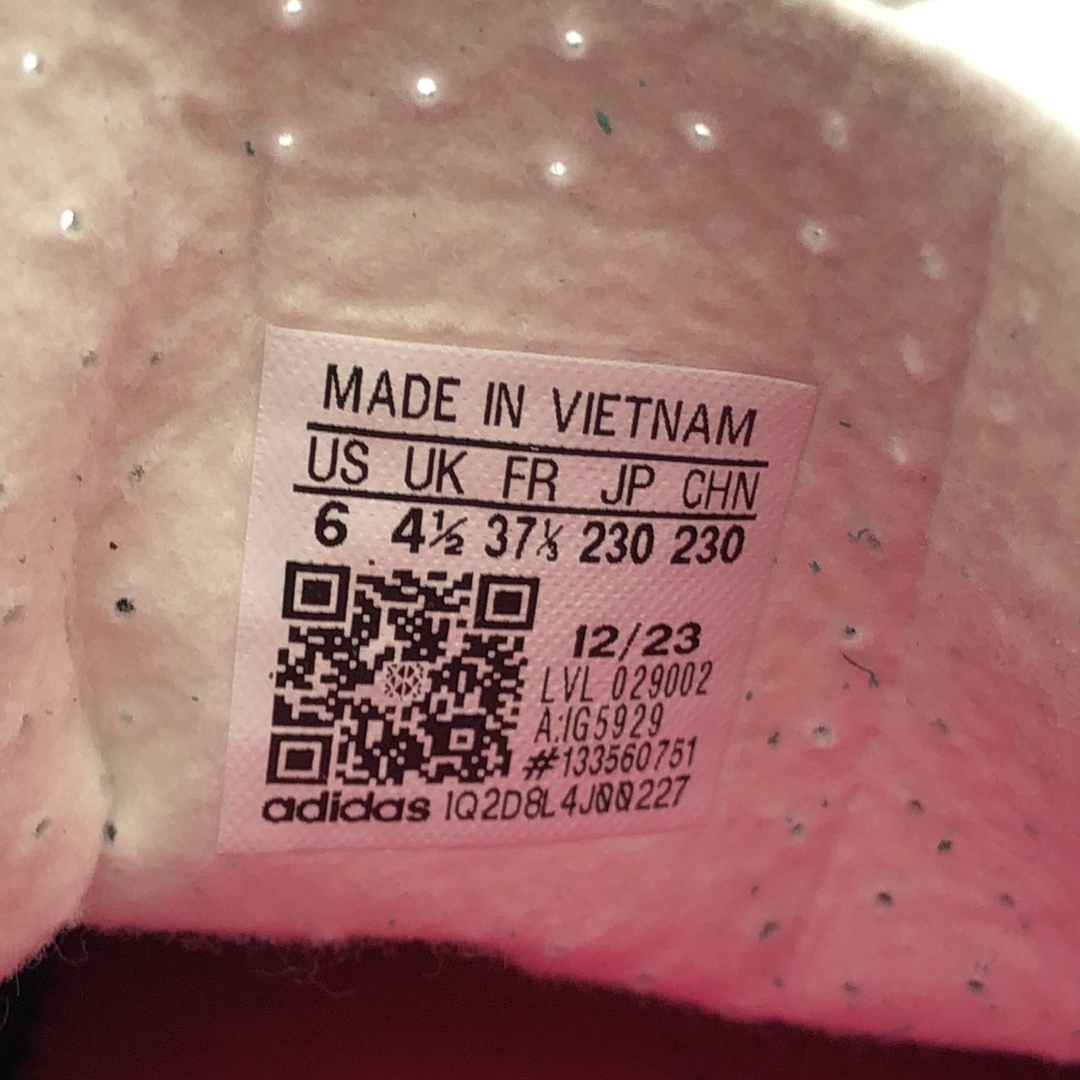 MADE IN VIETNAM
US UK FR JP CHN
6 4½ 37⅓ 230 230
12/23
LVL 029002
A:IG5929
#133560751
adidas 1Q2D8L4J00227